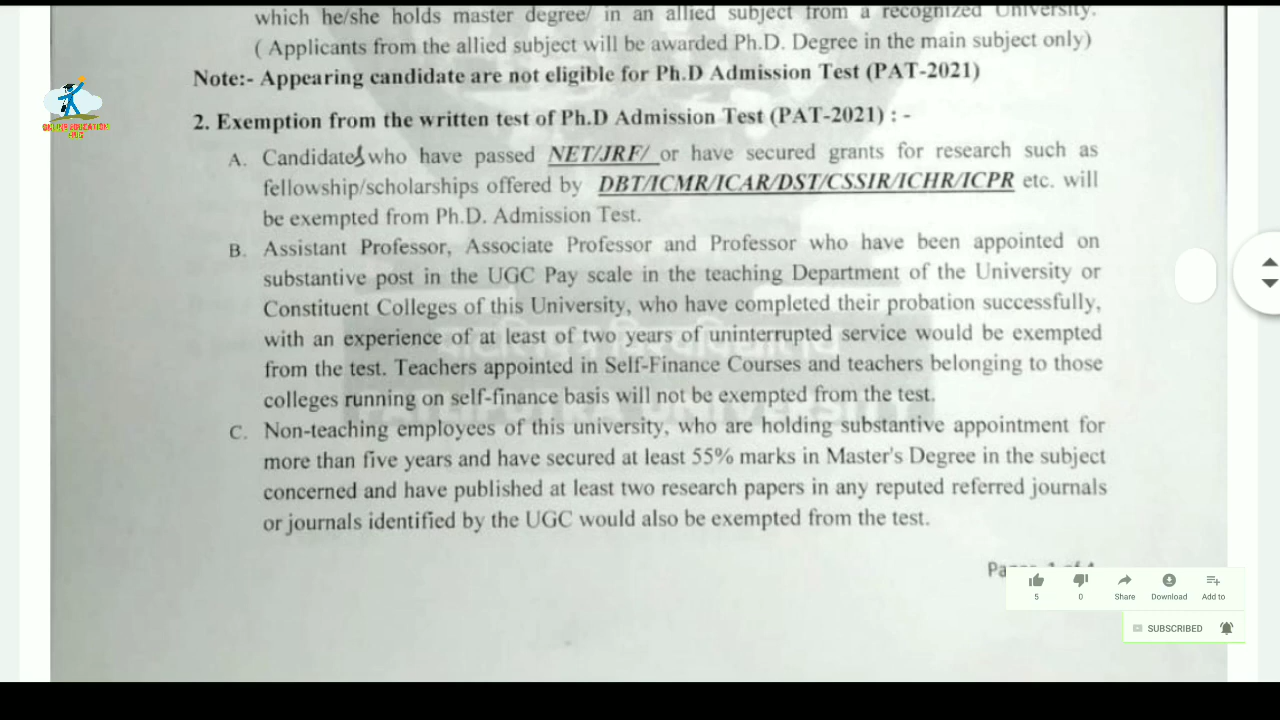 which he/she holds master degree/ in an allied subject from a recognized University.
( Applicants from the allied subject will be awarded Ph.D. Degree in the main subject only)
Note:- Appearing candidate are not eligible for Ph.D Admission Test (PAT-2021)
ONLINE EDUCATION
2. Exemption from the written test of Ph.D Admission Test (PAT-2021) : -
A. Candidates who have passed NET/JRF/ or have secured grants for research such as
fellowship/scholarships offered by DBT/ICMR/ICAR/DST/CSSIR/ICHR/ICPR etc. will
be exempted from Ph.D. Admission Test.
B. Assistant Professor, Associate Professor and Professor who have been appointed on
substantive post in the UGC Pay scale in the teaching Department of the University or
Constituent Colleges of this University, who have completed their probation successfully,
with an experience of at least of two years of uninterrupted service would be exempted
from the test. Teachers appointed in Self-Finance Courses and teachers belonging to those
colleges running on self-finance basis will not be exempted from the test.
C. Non-teaching employees of this university, who are holding substantive appointment for
more than five years and have secured at least 55% marks in Master's Degree in the subject
concerned and have published at least two research papers in any reputed referred journals
or journals identified by the UGC would also be exempted from the test.
5 0 Share Download Add to
SUBSCRIBED